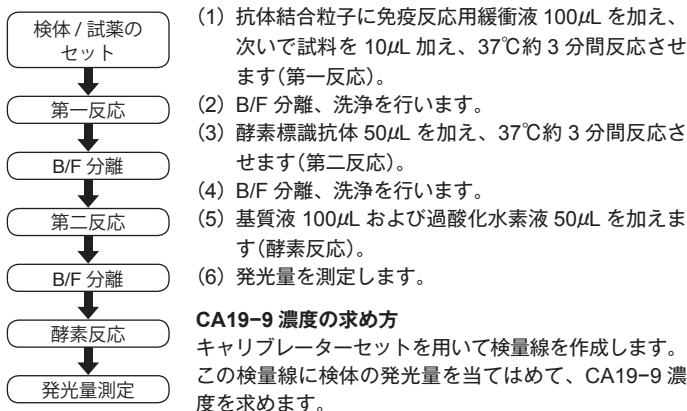 検体 / 試薬の
セット
第一反応
B/F 分離
第二反応
B/F 分離
酵素反応
発光量測定
(1) 抗体結合粒子に免疫反応用緩衝液 100μL を加え、
次いで試料を 10μL 加え、37℃約 3 分間反応させ
ます(第一反応)。
(2) B/F 分離、洗浄を行います。
(3) 酵素標識抗体 50μL を加え、37℃約 3 分間反応さ
せます(第二反応)。
(4) B/F 分離、洗浄を行います。
(5) 基質液 100μL および過酸化水素液 50μL を加えま
す(酵素反応)。
(6) 発光量を測定します。
CA19−9 濃度の求め方
キャリブレーターセットを用いて検量線を作成します。
この検量線に検体の発光量を当てはめて、CA19−9 濃
度を求めます。